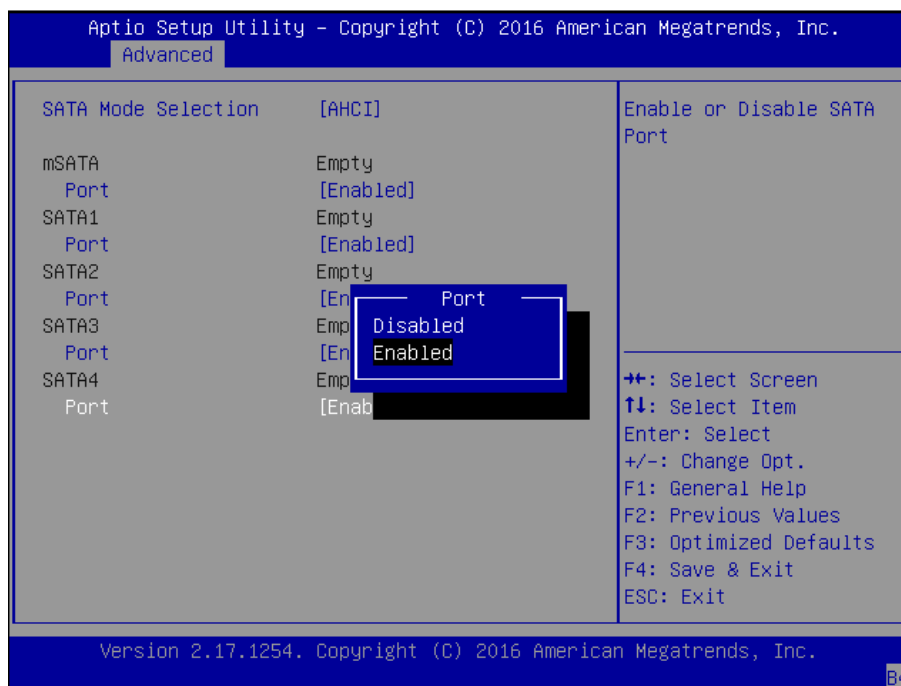 Aptio Setup Utility – Copyright (C) 2016 American Megatrends, Inc.
Advanced
SATA Mode Selection [AHCI]
mSATA Empty
Port [Enabled]
SATA1 Empty
Port [Enabled]
SATA2 Empty
Port [En
SATA3 Emp
Port [En
SATA4 Emp
Port [Enab
Port
Disabled
Enabled
Enable or Disable SATA
Port
→←: Select Screen
↑↓: Select Item
Enter: Select
+/-: Change Opt.
F1: General Help
F2: Previous Values
F3: Optimized Defaults
F4: Save & Exit
ESC: Exit
Version 2.17.1254. Copyright (C) 2016 American Megatrends, Inc.